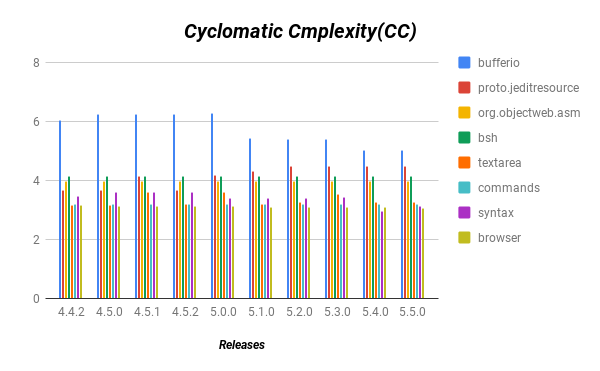 Cyclomatic Cmplexity(CC)
8
6
4
2
0
4.4.2 4.5.0 4.5.1 4.5.2 5.0.0 5.1.0 5.2.0 5.3.0 5.4.0 5.5.0
Releases
bufferio
proto.jeditresource
org.objectweb.asm
bsh
textarea
commands
syntax
browser